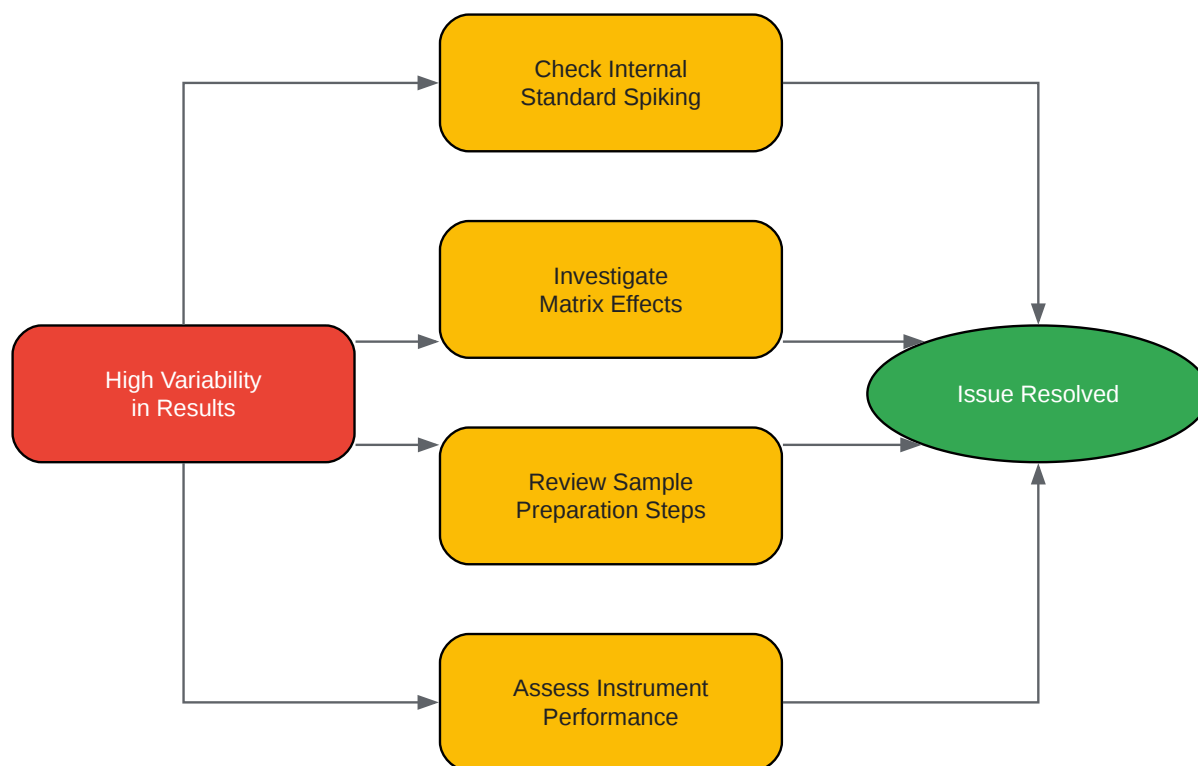 Check Internal
Standard Spiking
Investigate
Matrix Effects
High Variability
in Results
Issue Resolved
Review Sample
Preparation Steps
Assess Instrument
Performance